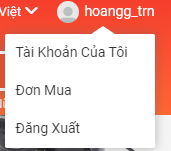 Việt hoangg_trn
Tài Khoản Của Tôi
Đơn Mua
Đăng Xuất